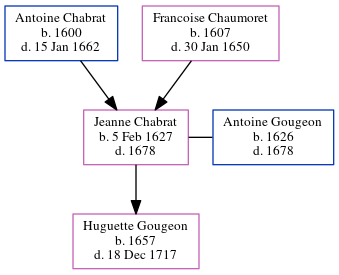 Antoine Chabrat
b. 1600
d. 15 Jan 1662
Francoise Chaumoret
b. 1607
d. 30 Jan 1650
Jeanne Chabrat
b. 5 Feb 1627
d. 1678
Antoine Gougeon
b. 1626
d. 1678
Huguette Gougeon
b. 1657
d. 18 Dec 1717